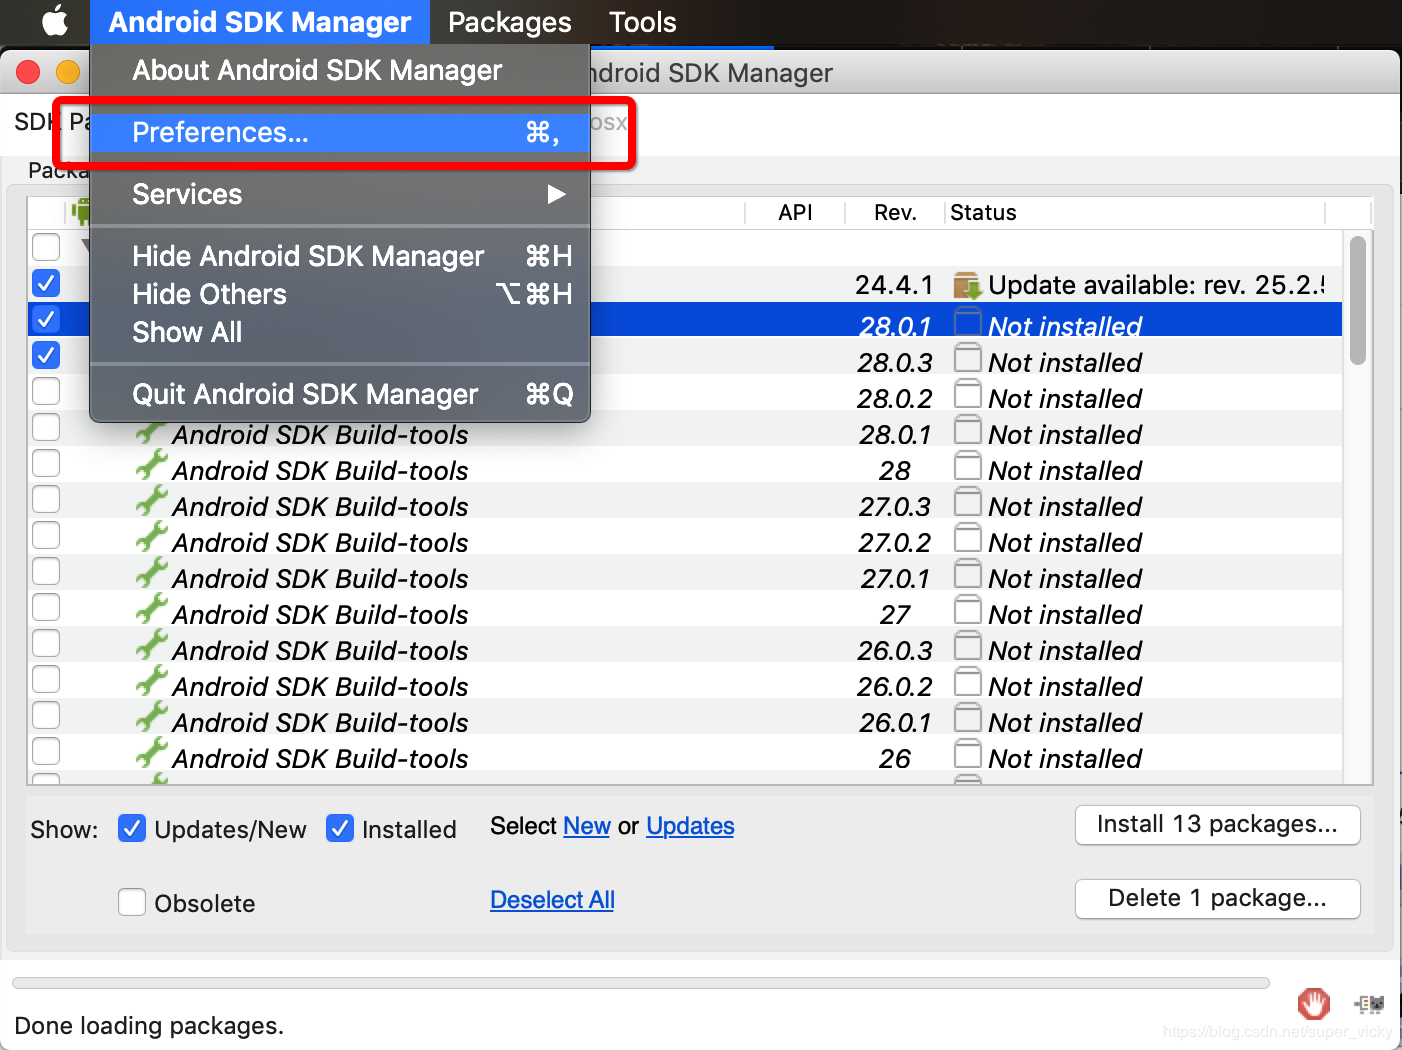 Android SDK Manager Packages Tools
About Android SDK Manager
ndroid SDK Manager
SDK Pa
Preferences... ⌘,
osx
Packa
Services ▶
API Rev. Status
Hide Android SDK Manager ⌘H
24.4.1 Update available: rev. 25.2.5
Hide Others ⌥⌘H
28.0.1 Not installed
Show All
28.0.3 Not installed
Quit Android SDK Manager ⌘Q
28.0.2 Not installed
Android SDK Build-tools 28.0.1 Not installed
Android SDK Build-tools 28 Not installed
Android SDK Build-tools 27.0.3 Not installed
Android SDK Build-tools 27.0.2 Not installed
Android SDK Build-tools 27.0.1 Not installed
Android SDK Build-tools 27 Not installed
Android SDK Build-tools 26.0.3 Not installed
Android SDK Build-tools 26.0.2 Not installed
Android SDK Build-tools 26.0.1 Not installed
Android SDK Build-tools 26 Not installed
Show: Updates/New Installed Select New or Updates Install 13 packages...
Obsolete Deselect All Delete 1 package...
Done loading packages.
https://blog.csdn.net/super_vicky